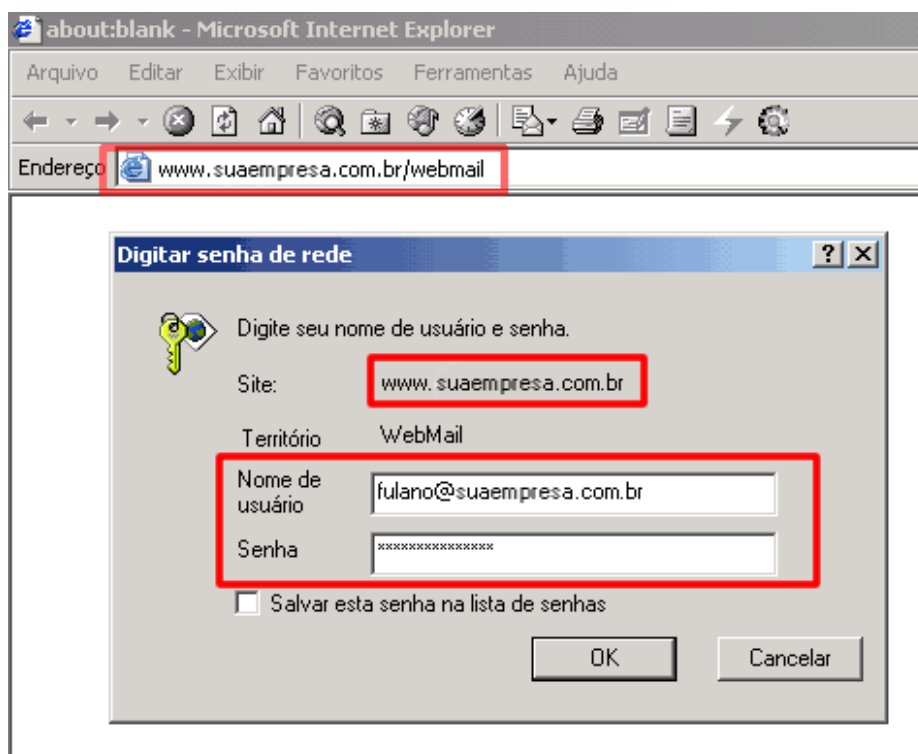 about:blank - Microsoft Internet Explorer
Arquivo Editar Exibir Favoritos Ferramentas Ajuda
Endereço www.suaempresa.com.br/webmail
Digitar senha de rede
Digite seu nome de usuário e senha.
Site: www.suaempresa.com.br
Território WebMail
Nome de
usuário
fulano@suaempresa.com.br
Senha ***************
Salvar esta senha na lista de senhas
OK Cancelar